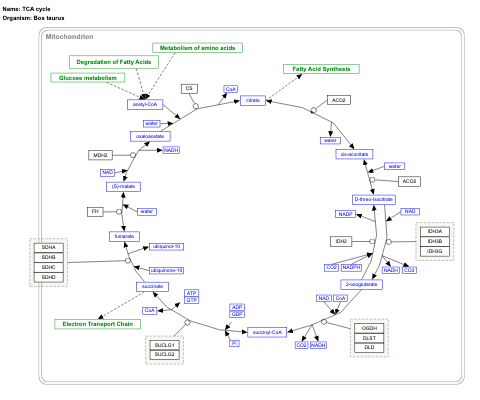 Name: TCA cycle
Organism: Bos taurus
Mitochondrion
Metabolism of amino acids
Degradation of Fatty Acids
Glucose metabolism
Fatty Acid Synthesis
CS
CoA
acetyl-CoA
citrate
ACO2
water
water
oxaloacetate
water
cis-aconitate
MDH2
NADH
water
NAD
ACO2
(S)-malate
D-threo-Isocitrate
FH
water
NADP
NAD
fumarate
IDH3A
IDH3B
IDH3G
IDH2
SDHA
SDHB
SDHC
SDHD
ubiquinol-10
ubiquinone-10
CO2
NADPH
NADH
CO2
succinate
2-oxoglutarate
ATP
GTP
CoA
ADP
GDP
NAD
CoA
Electron Transport Chain
Pi
succinyl-CoA
OGDH
DLST
DLD
SUCLG1
SUCLG2
CO2
NADH